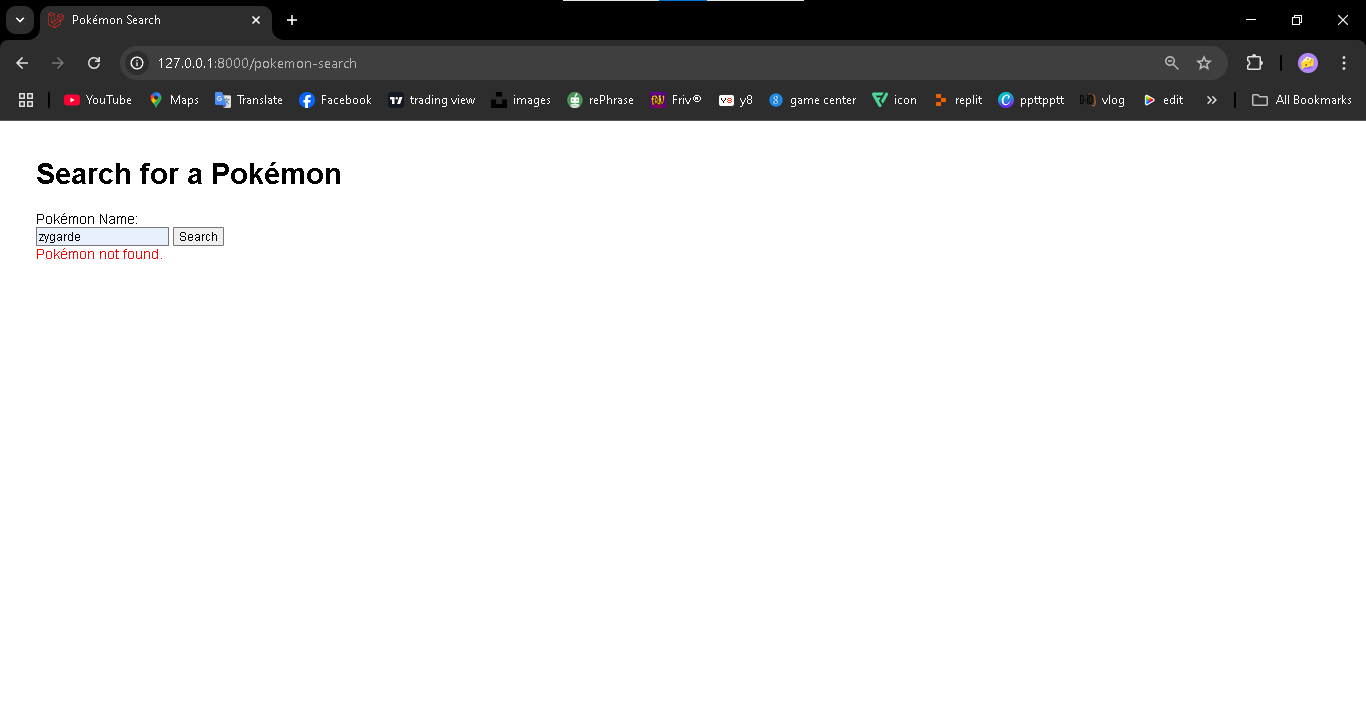 Pokémon Search
127.0.0.1:8000/pokemon-search
YouTube Maps Translate Facebook trading view images rePhrase Friv® y8 game center icon replit ppttpptt vlog edit » All Bookmarks
Search for a Pokémon
Pokémon Name:
zygarde Search
Pokémon not found.